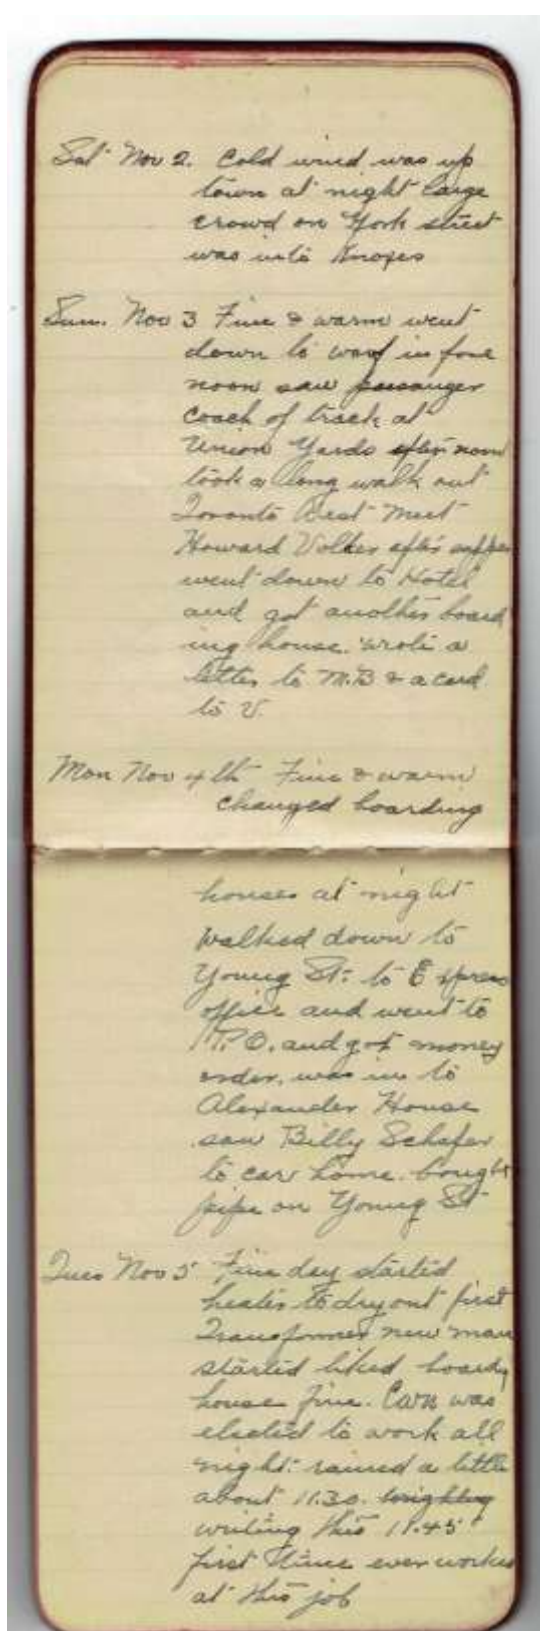 Sat Nov 2. Cold wind was up
town at night large
crowd on York street
was into Knoxes
Sun. Nov 3 Fine & warm went
down to warf in fore
noon saw passanger
coach of track at
Union Yards after noon
took a long walk out
Toronto West meet
Howard Volker after supper
went down to Hotel
and got another board
ing house. wrote a
letter to M.B & a card
to V.
Mon Nov 4th Fine & warm
changed boarding
houses at night
walked down to
Young St. to Express
office and went to
P.O. and got money
order. was in to
Alexander House
saw Billy Schafer
to car home. bought
pipe on Young St
Tues Nov 5 Fine day started
heater to dry out first
Transformer new man
started liked board
house fine. Carn was
elected to work all
night. rained a little
about 11.30.
writing this 11.45
first time ever worked
at this job